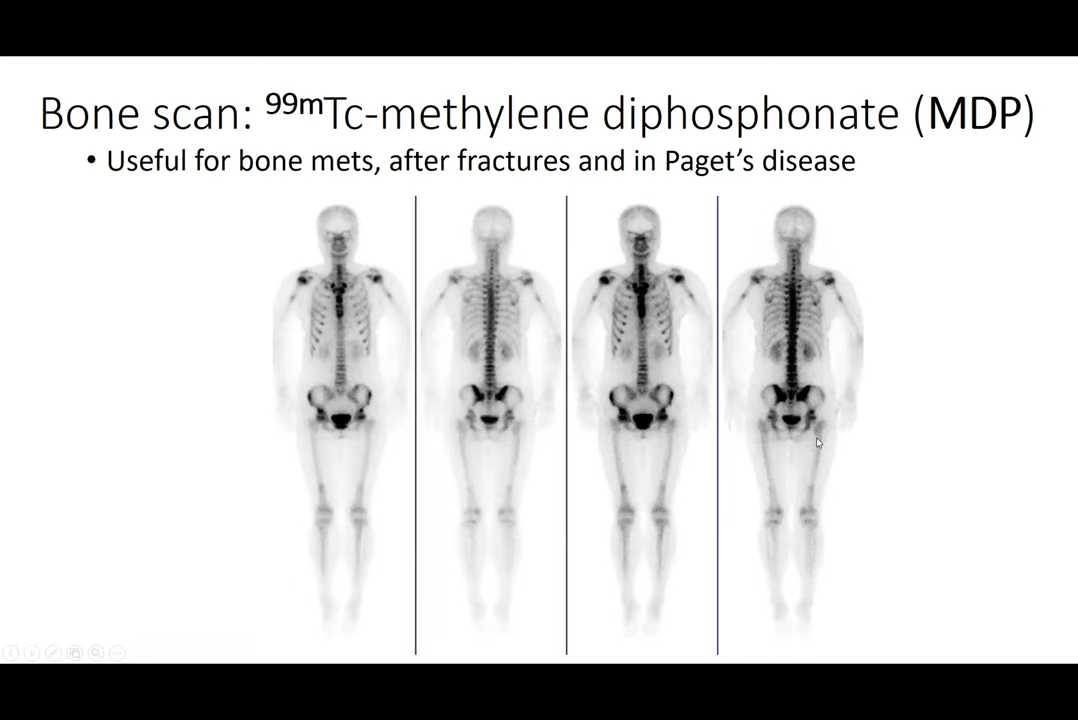 Bone scan: ⁹⁹ᵐTc-methylene diphosphonate (MDP)
• Useful for bone mets, after fractures and in Paget’s disease